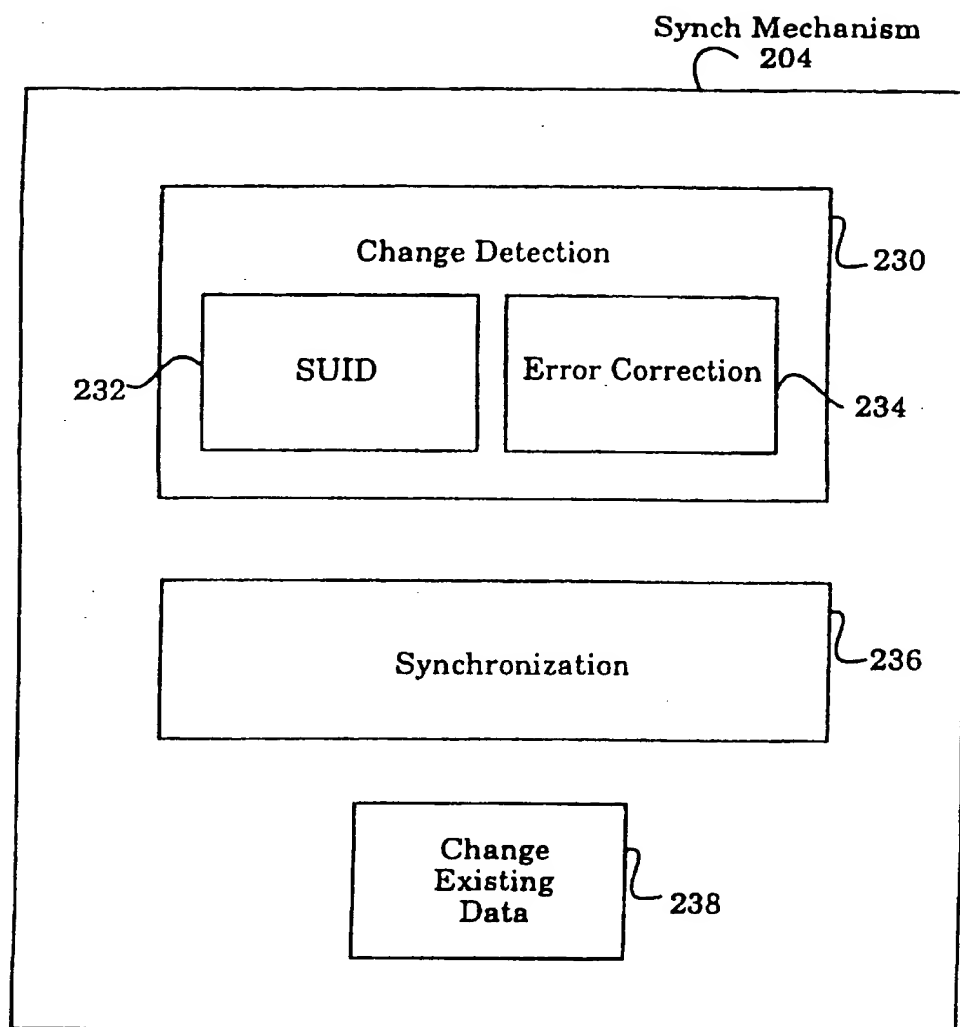 Synch Mechanism
204
Change Detection
230
SUID
Error Correction
232
234
Synchronization
236
Change
Existing
Data
238